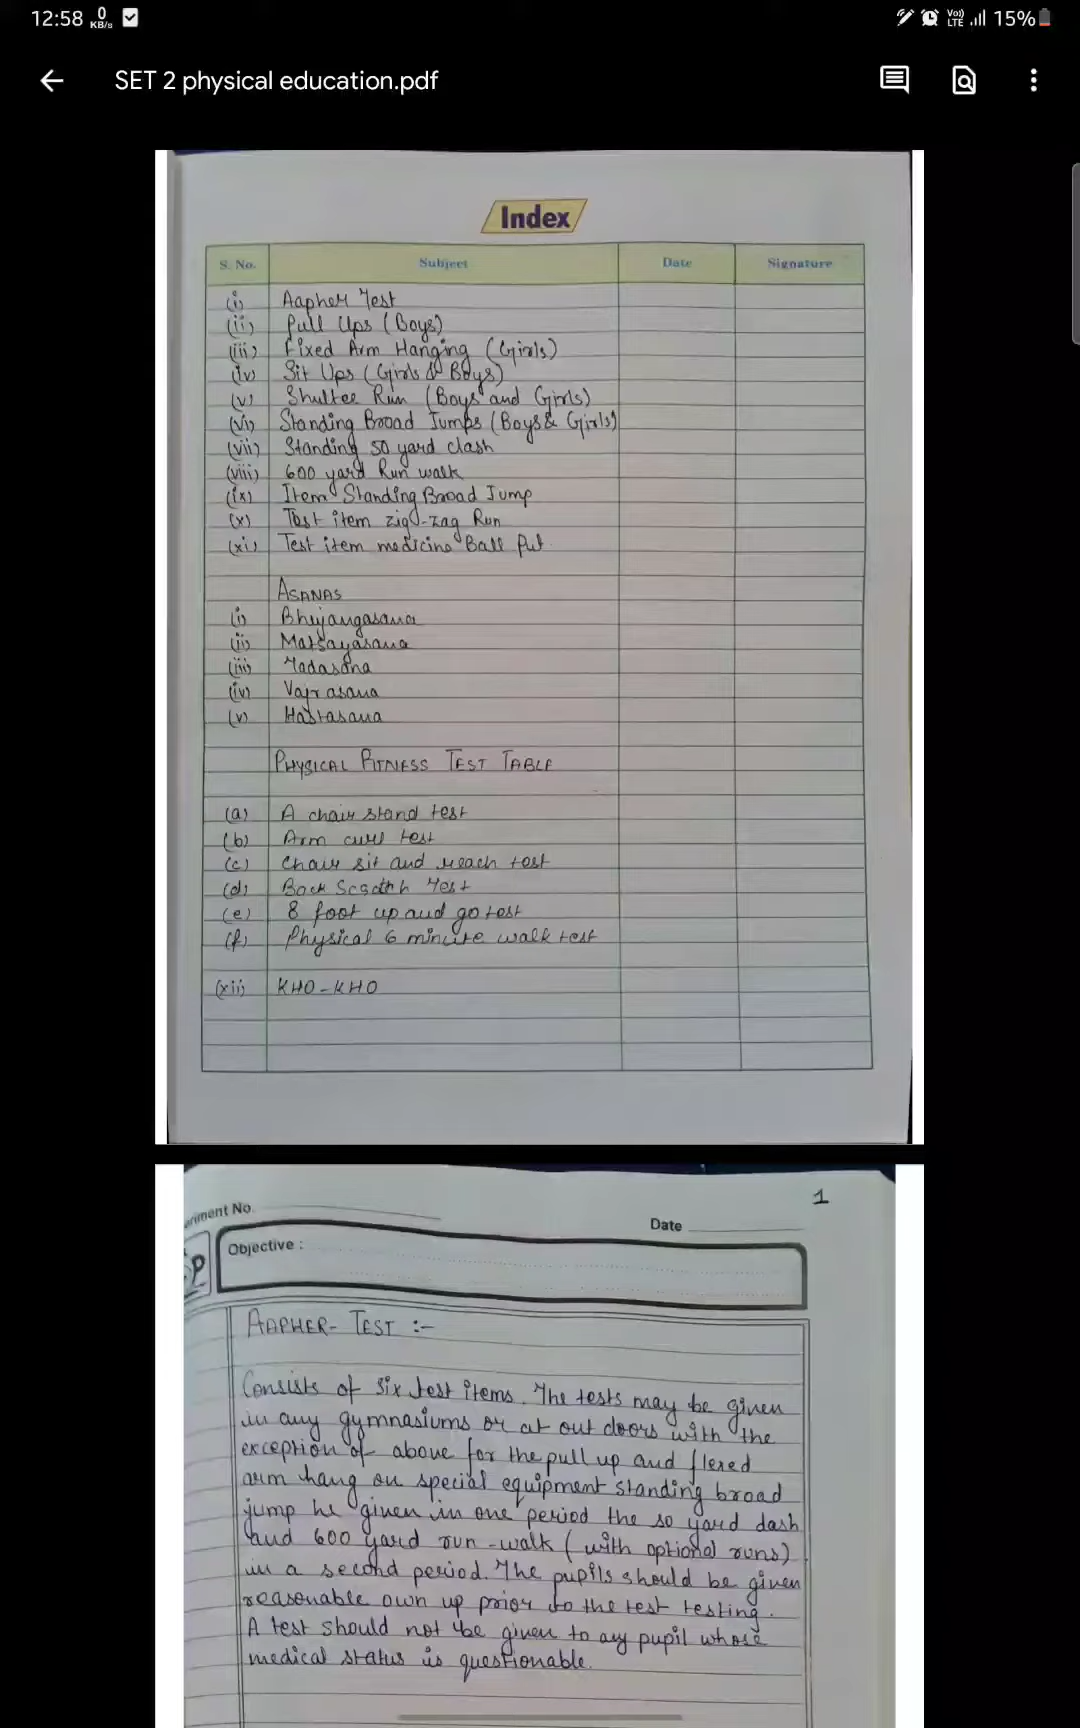 12:58 0 KB/s Vo)) LTE 15%
SET 2 physical education.pdf
Index
S. No. Subject Date Signature
(i) Aapher Test
(ii) Pull Ups (Boys)
(iii) Fixed Arm Hanging (Girls)
(iv) Sit Ups (Girls & Boys)
(v) Shuttee Run (Boys and Girls)
(vi) Standing Broad Jumps (Boys & Girls)
(vii) Standing 50 yard clash
(viii) 600 yard Run walk
(ix) Item Standing Broad Jump
(x) Test item zig-zag Run
(xi) Test item medicine Ball Put
ASANAS
(i) Bhujangasana
(ii) Matsayasana
(iii) Tadasana
(iv) Vajrasana
(v) Hastasana
PHYSICAL FITNESS TEST TABLE
(a) A chair stand test
(b) Arm curl test
(c) Chair sit and reach test
(d) Back Test
(e) 8 foot up and go test
(f) Physical 6 minute walk test
(xii) KHO-KHO
1
eriment No.
Date
Objective :
AAPHER- TEST :-
Consists of six test items. The tests may be given
in any gymnasiums or at out doors with the
exception of above for the pull up and flexed
arm hang on special equipment standing broad
jump he given in one period the 50 yard dash
and 600 yard run-walk (with optional runs)
in a second period. The pupils should be given
reasonable own up prior to the test testing.
A test should not be given to any pupil whose
medical status is questionable.